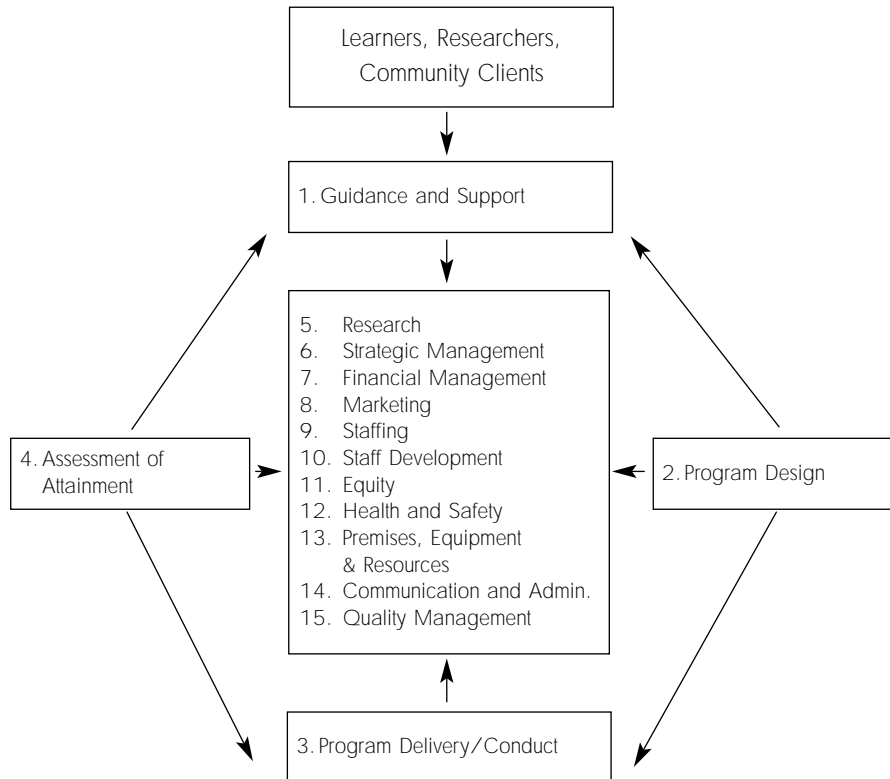 Learners, Researchers,
Community Clients
1. Guidance and Support
5. Research
6. Strategic Management
7. Financial Management
8. Marketing
9. Staffing
10. Staff Development
11. Equity
12. Health and Safety
13. Premises, Equipment
& Resources
14. Communication and Admin.
15. Quality Management
4. Assessment of
Attainment
2. Program Design
3. Program Delivery/Conduct